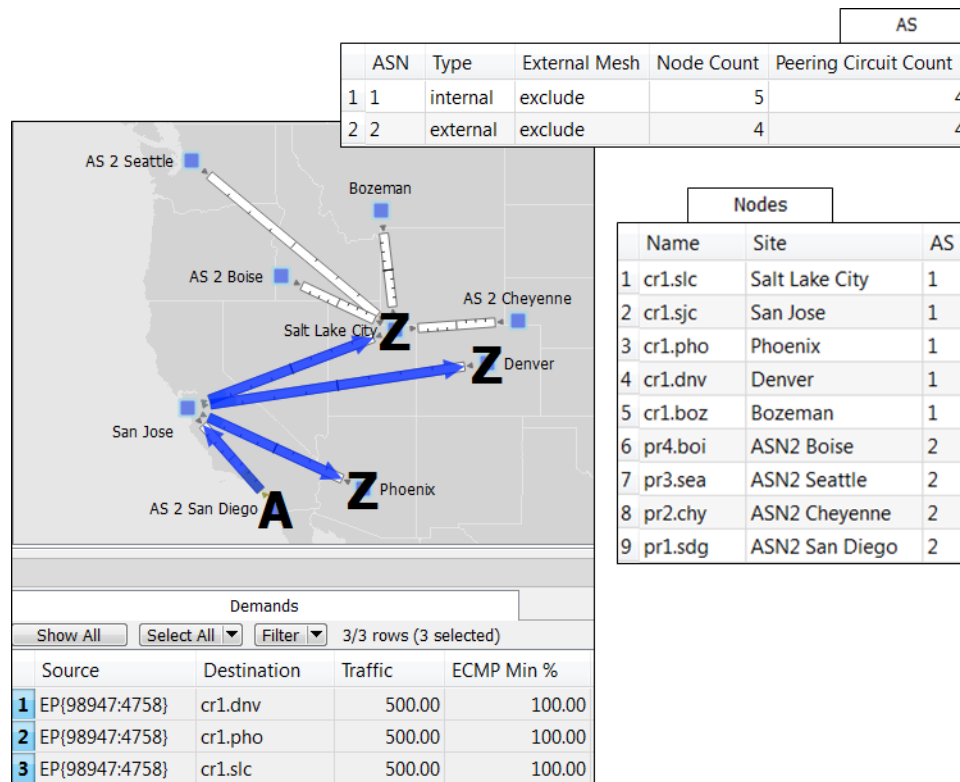 AS
ASN Type External Mesh Node Count Peering Circuit Count
1 1 internal exclude 5 4
2 2 external exclude 4 4
AS 2 Seattle
Bozeman
AS 2 Boise
AS 2 Cheyenne
Salt Lake City Z
Z Denver
San Jose
Z Phoenix
AS 2 San Diego A
Nodes
Name Site AS
1 cr1.slc Salt Lake City 1
2 cr1.sjc San Jose 1
3 cr1.pho Phoenix 1
4 cr1.dnv Denver 1
5 cr1.boz Bozeman 1
6 pr4.boi ASN2 Boise 2
7 pr3.sea ASN2 Seattle 2
8 pr2.chy ASN2 Cheyenne 2
9 pr1.sdg ASN2 San Diego 2
Demands
Show All Select All Filter 3/3 rows (3 selected)
Source Destination Traffic ECMP Min %
1 EP{98947:4758} cr1.dnv 500.00 100.00
2 EP{98947:4758} cr1.pho 500.00 100.00
3 EP{98947:4758} cr1.slc 500.00 100.00